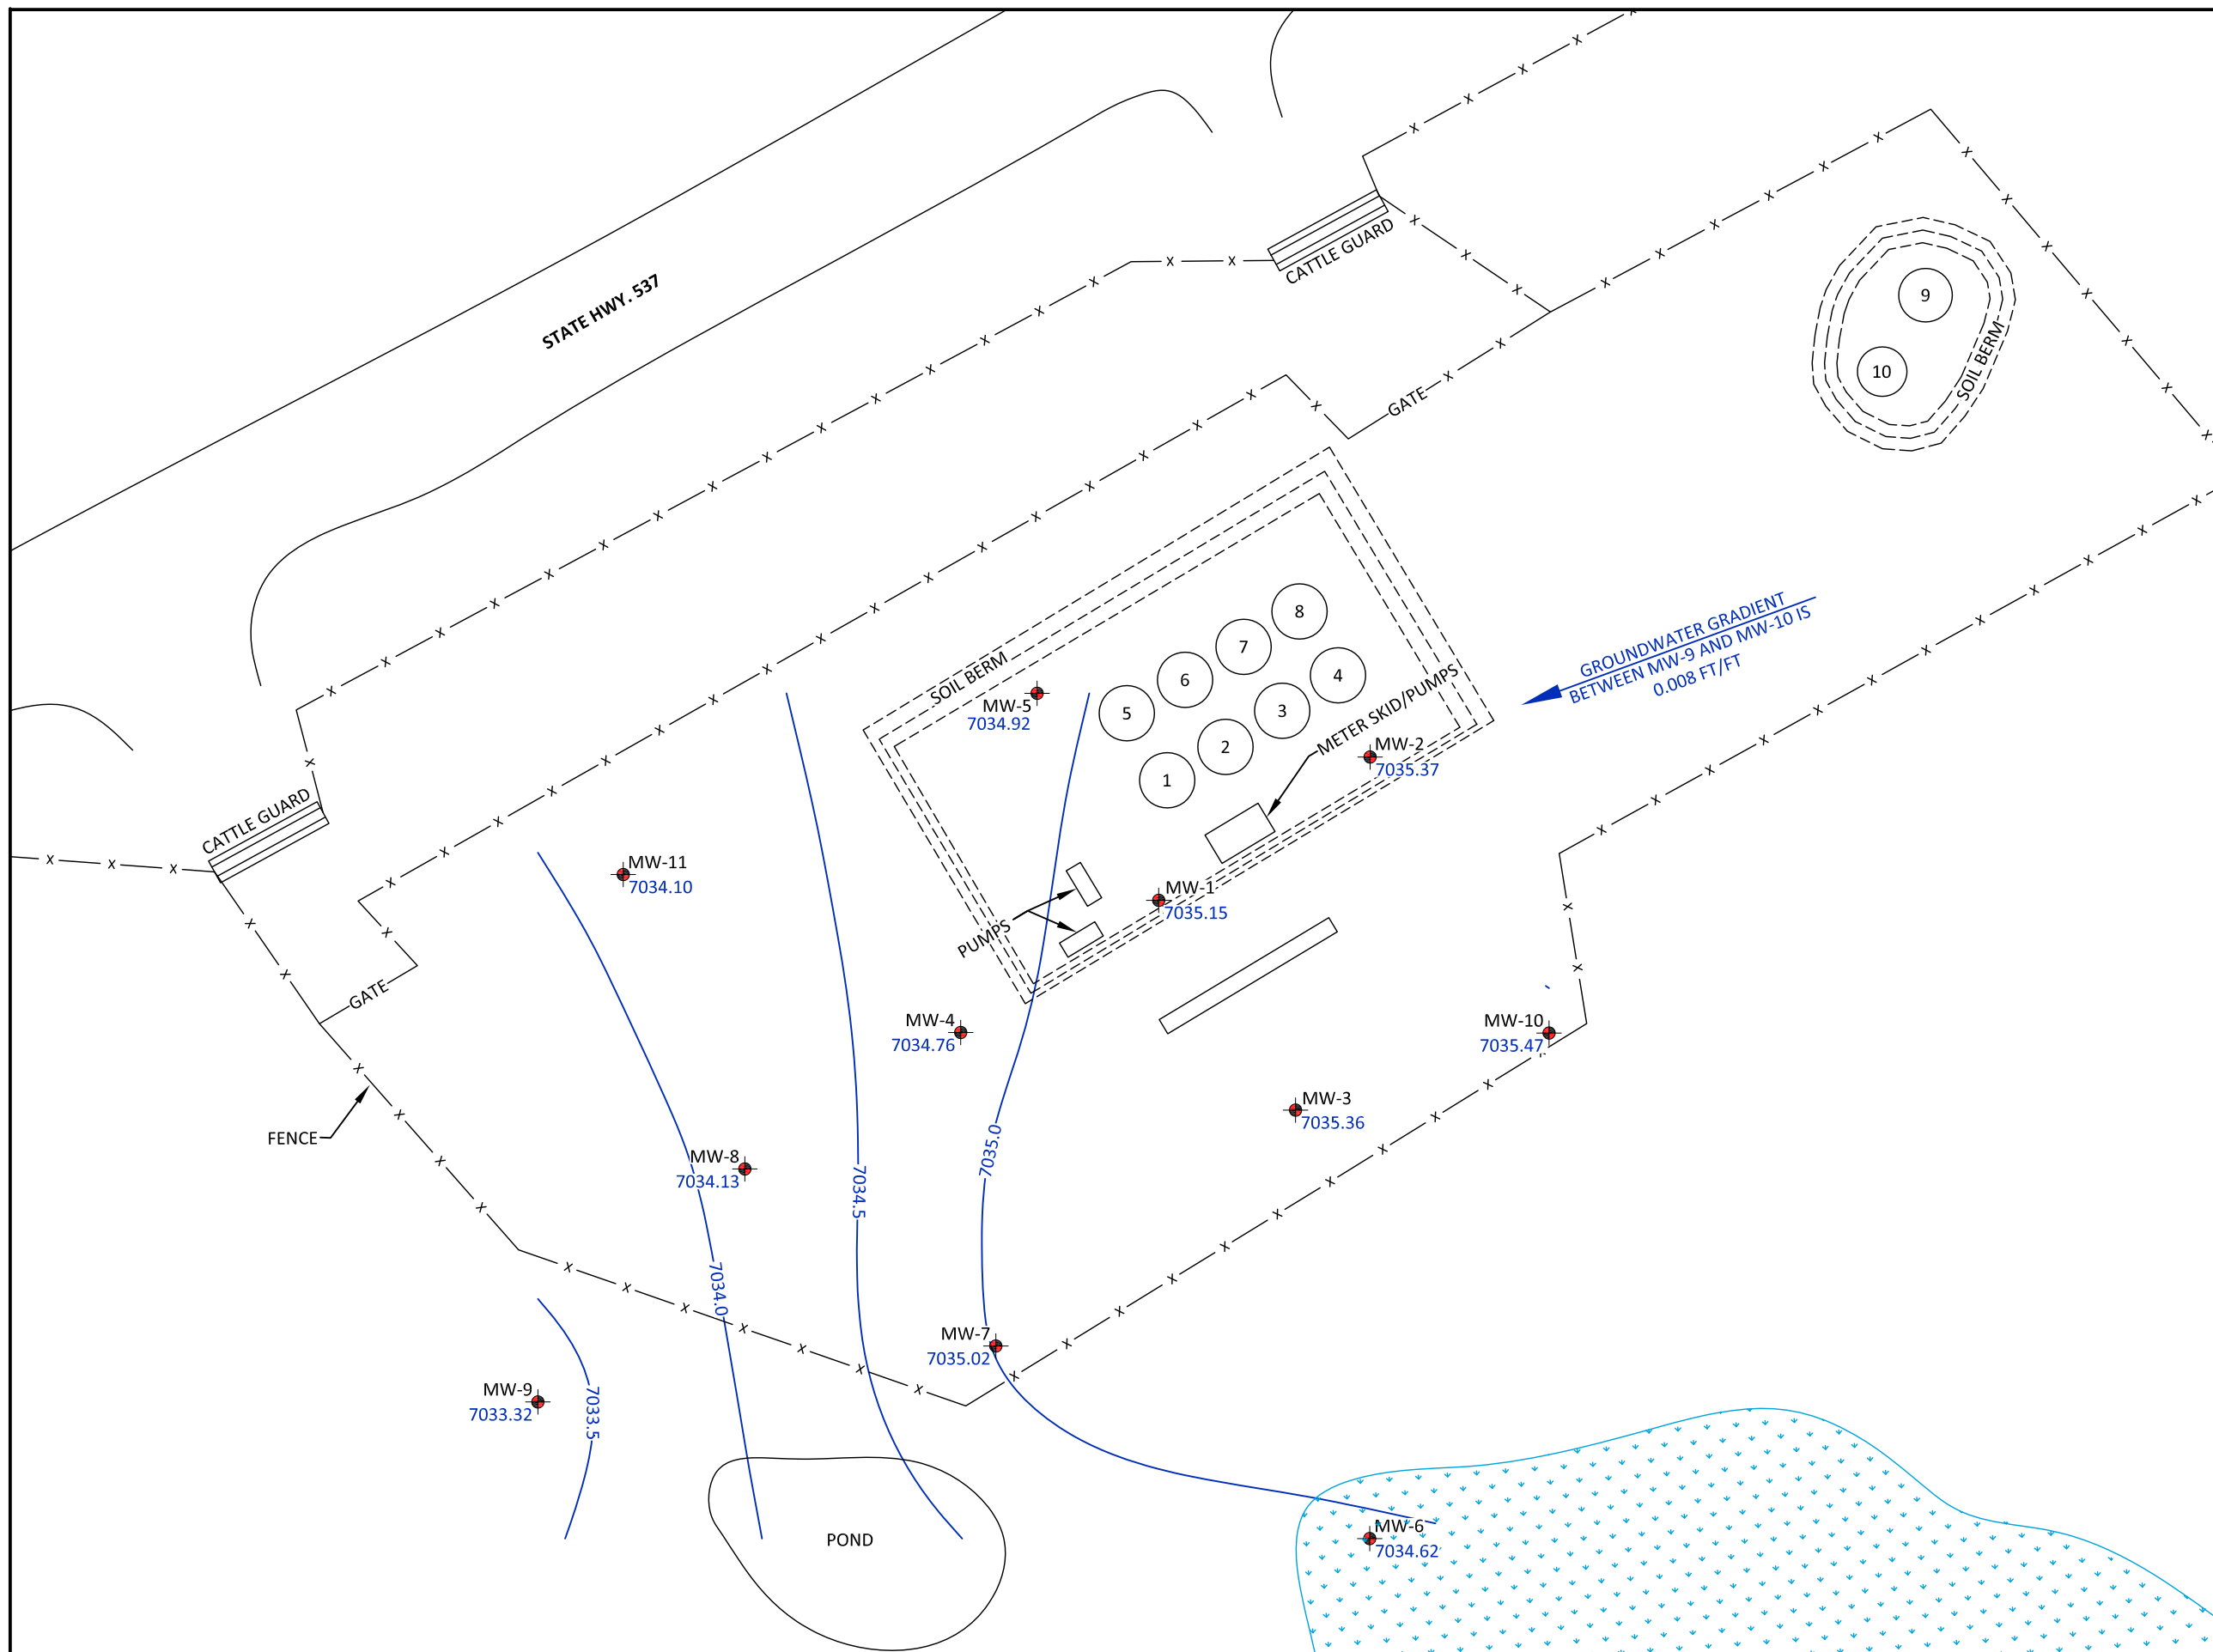 STATE HWY. 537
CATTLE GUARD
9
10
SOIL BERM
GATE
8
7
6
5
4
3
2
1
SOIL BERM
METER SKID/PUMPS
GROUNDWATER GRADIENT
BETWEEN MW-9 AND MW-10 IS
0.008 FT/FT
MW-5
7034.92
MW-2
7035.37
CATTLE GUARD
MW-11
7034.10
MW-1
7035.15
PUMPS
GATE
MW-4
7034.76
MW-10
7035.47
MW-3
7035.36
FENCE
MW-8
7034.13
7034.5
7035.0
7034.0
MW-7
7035.02
MW-9
7033.32
7033.5
POND
MW-6
7034.62